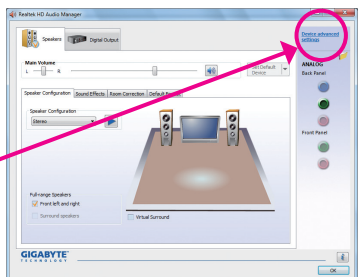 Realtek HD Audio Manager
Speakers
Digital Output
Device advanced settings
Main Volume
L
R
Set Default Device
ANALOG
Back Panel
Speaker Configuration
Sound Effects
Room Correction
Default
Speaker Configuration
Stereo
Front Panel
Full-range Speakers
Front left and right
Surround speakers
Virtual Surround
GIGABYTE
TECHNOLOGY
i
OK